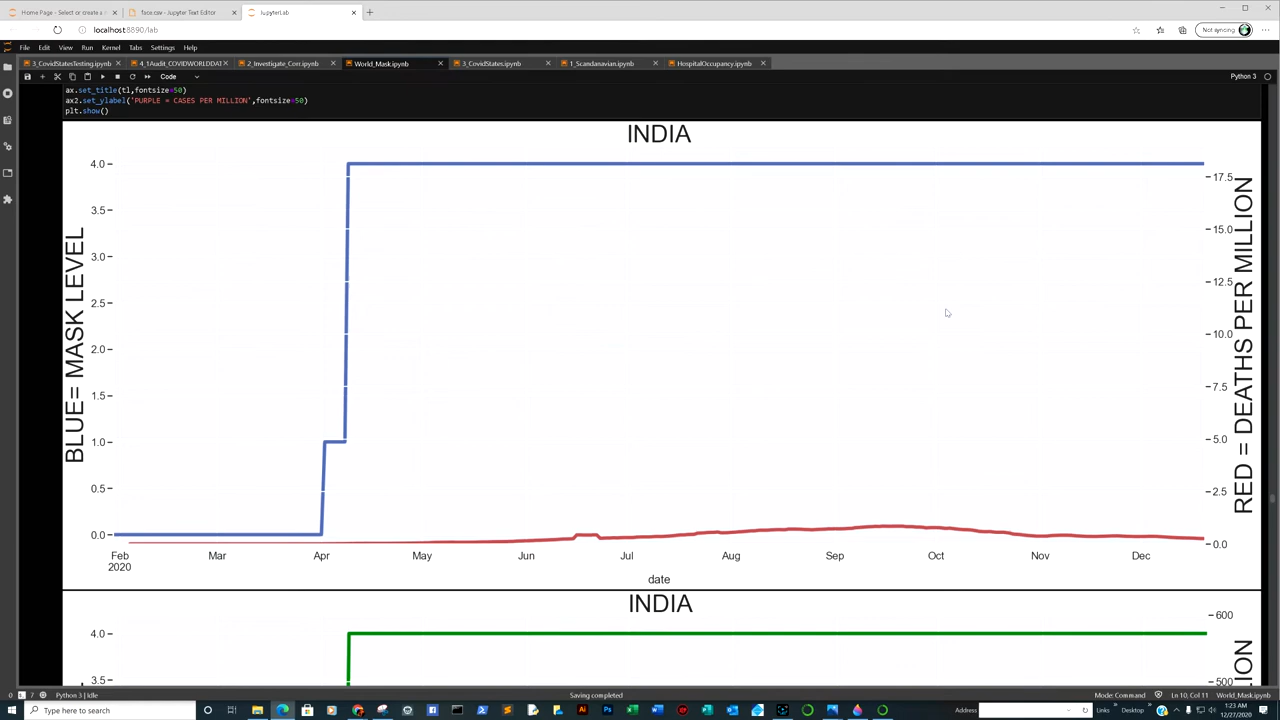 Home Page - Select or create a n
face.csv - Jupyter Text Editor
JupyterLab
localhost:8890/lab
Not syncing
File Edit View Run Kernel Tabs Settings Help
3_CovidStatesTesting.ipynb
4_1Audit_COVIDWORLDDAT
2_Investigate_Corr.ipynb
World_Mask.ipynb
3_CovidStates.ipynb
1_Scandanavian.ipynb
HospitalOccupancy.ipynb
Code
Python 3
ax.set_title(tl,fontsize=50)
ax2.set_ylabel('PURPLE = CASES PER MILLION',fontsize=50)
plt.show()
INDIA
BLUE= MASK LEVEL
4.0
3.5
3.0
2.5
2.0
1.5
1.0
0.5
0.0
17.5
15.0
12.5
10.0
7.5
5.0
2.5
0.0
RED = DEATHS PER MILLION
Feb Mar Apr May Jun Jul Aug Sep Oct Nov Dec
2020
date
INDIA
4.0
3.5
600
500
ION
0 7 Python 3 | Idle
Saving completed
Mode: Command
Ln 10, Col 11
World_Mask.ipynb
Type here to search
Address
Links
Desktop
1:23 AM
12/27/2020